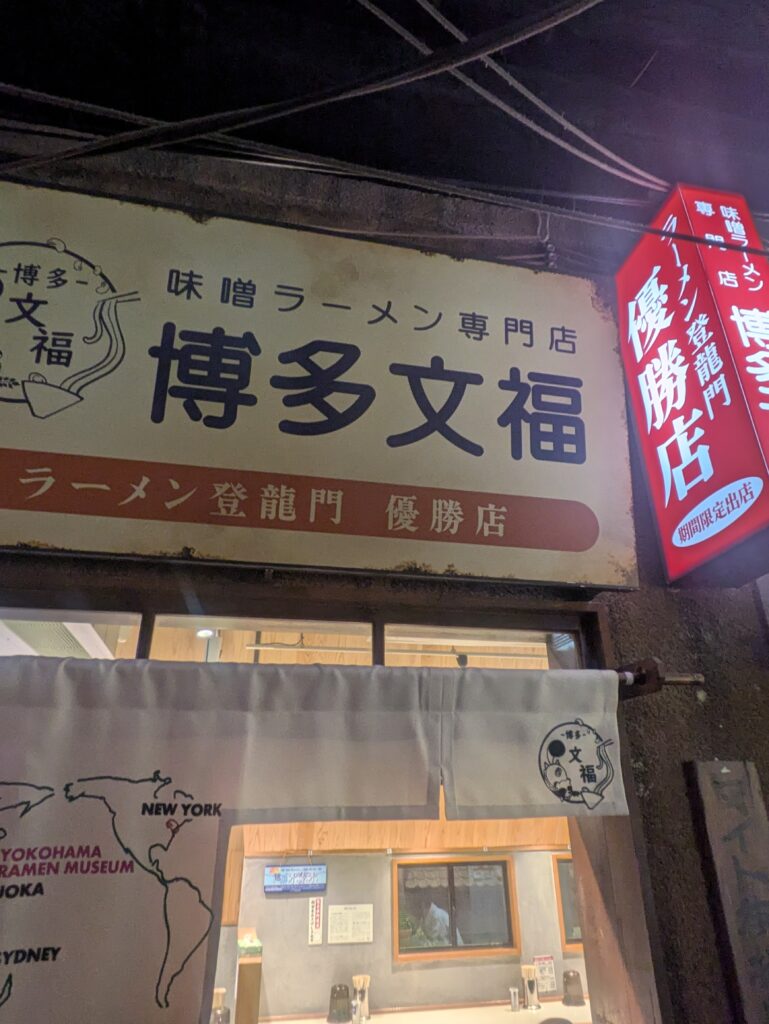 -博多-
文
福
味噌ラーメン専門店
博多文福
ラーメン登龍門 優勝店
味噌ラーメン
専門店
博多
ラーメン登龍門
優勝店
期間限定出店
-博多-
文
福
NEW YORK
YOKOHAMA
RAMEN MUSEUM
UOKA
SYDNEY